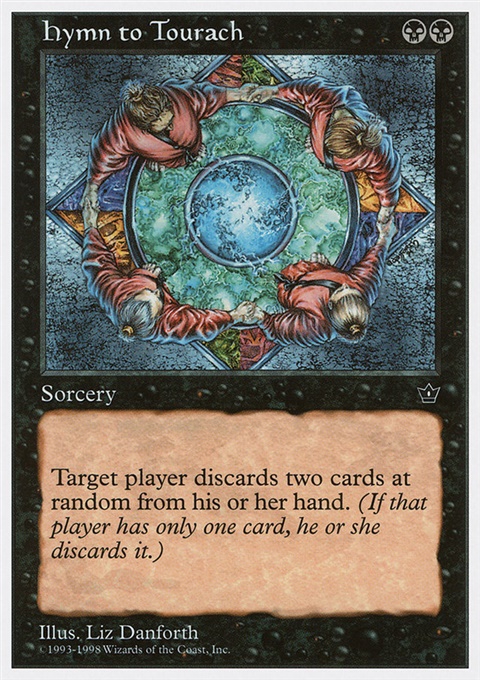 Hymn to Tourach
Sorcery
Target player discards two cards at
random from his or her hand. (If that
player has only one card, he or she
discards it.)
Illus. Liz Danforth
©1993-1998 Wizards of the Coast, Inc.